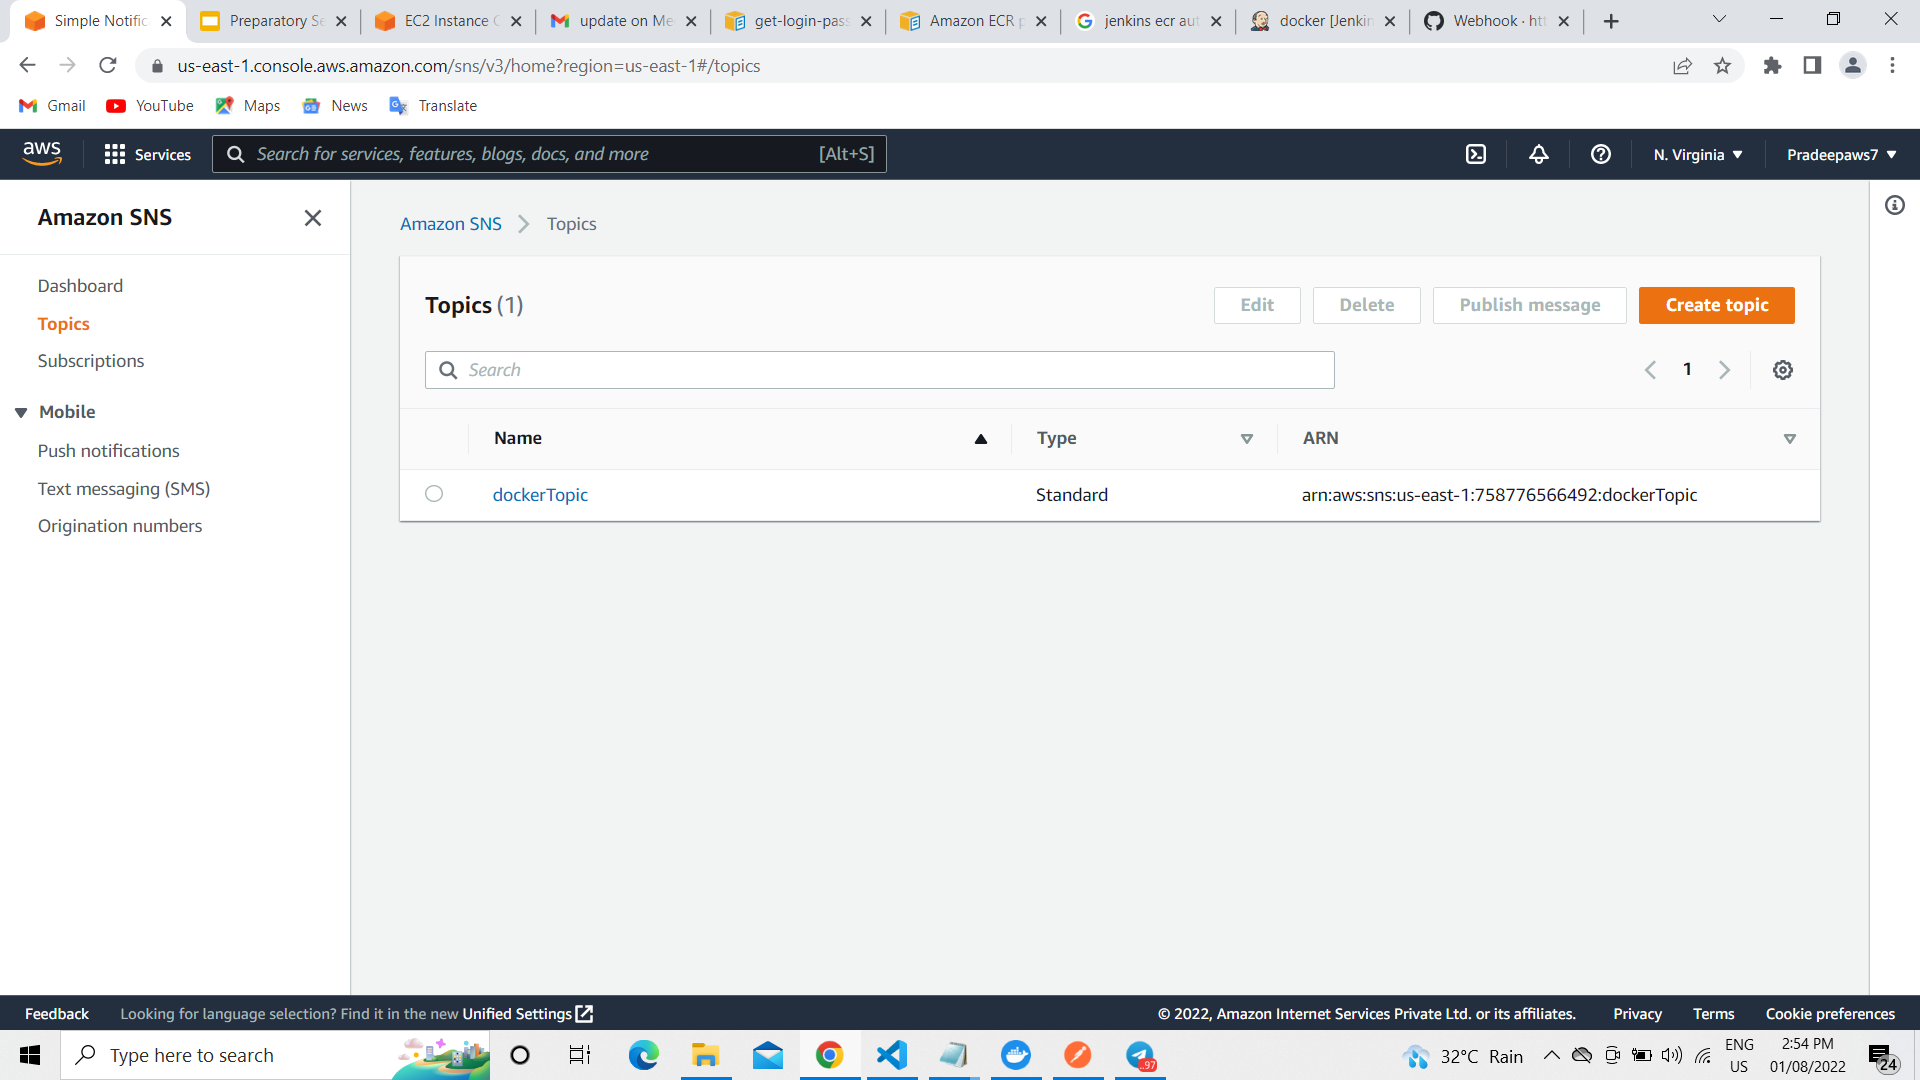 Simple Notific
Preparatory Se
EC2 Instance
update on Me
get-login-pass
Amazon ECR p
jenkins ecr aut
docker [Jenkin
Webhook · htt
us-east-1.console.aws.amazon.com/sns/v3/home?region=us-east-1#/topics
Gmail
YouTube
Maps
News
Translate
aws
Services
Search for services, features, blogs, docs, and more
[Alt+S]
N. Virginia
Pradeepaws7
Amazon SNS
Dashboard
Topics
Subscriptions
Mobile
Push notifications
Text messaging (SMS)
Origination numbers
Amazon SNS
Topics
Topics (1)
Edit
Delete
Publish message
Create topic
Search
1
Name
Type
ARN
dockerTopic
Standard
arn:aws:sns:us-east-1:758776566492:dockerTopic
Feedback
Looking for language selection? Find it in the new Unified Settings
© 2022, Amazon Internet Services Private Ltd. or its affiliates.
Privacy
Terms
Cookie preferences
Type here to search
..97
32°C Rain
ENG
US
2:54 PM
01/08/2022
24